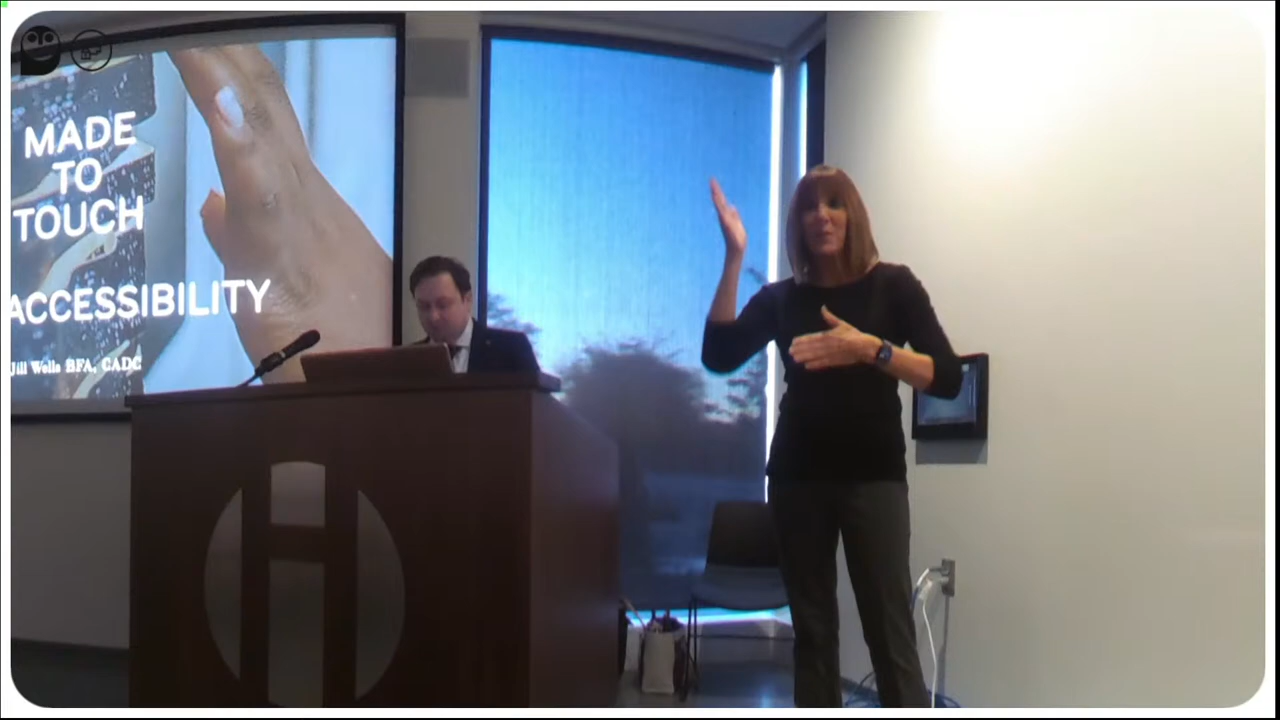 MADE
TO
TOUCH
ACCESSIBILITY
Jill Wells BFA, CADC